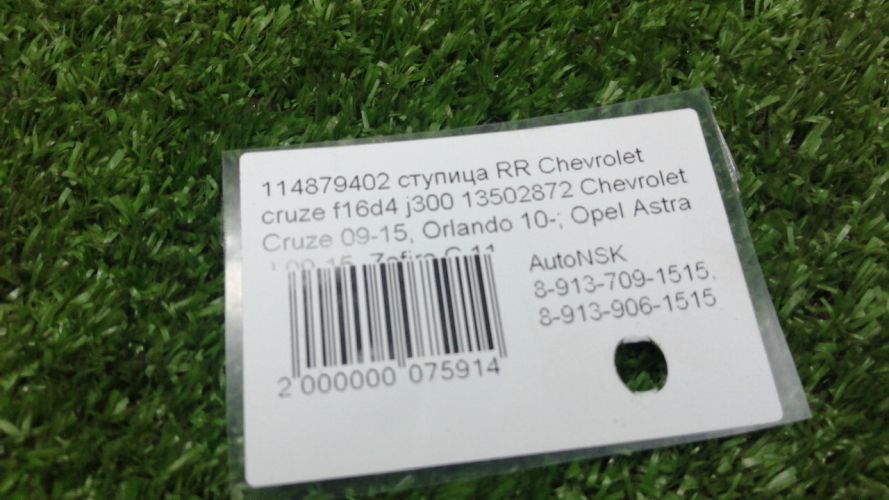 114879402 ступица RR Chevrolet
cruze f16d4 j300 13502872 Chevrolet
Cruze 09-15, Orlando 10-; Opel Astra
AutoNSK
8-913-709-1515,
8-913-906-1515
2 000000 075914